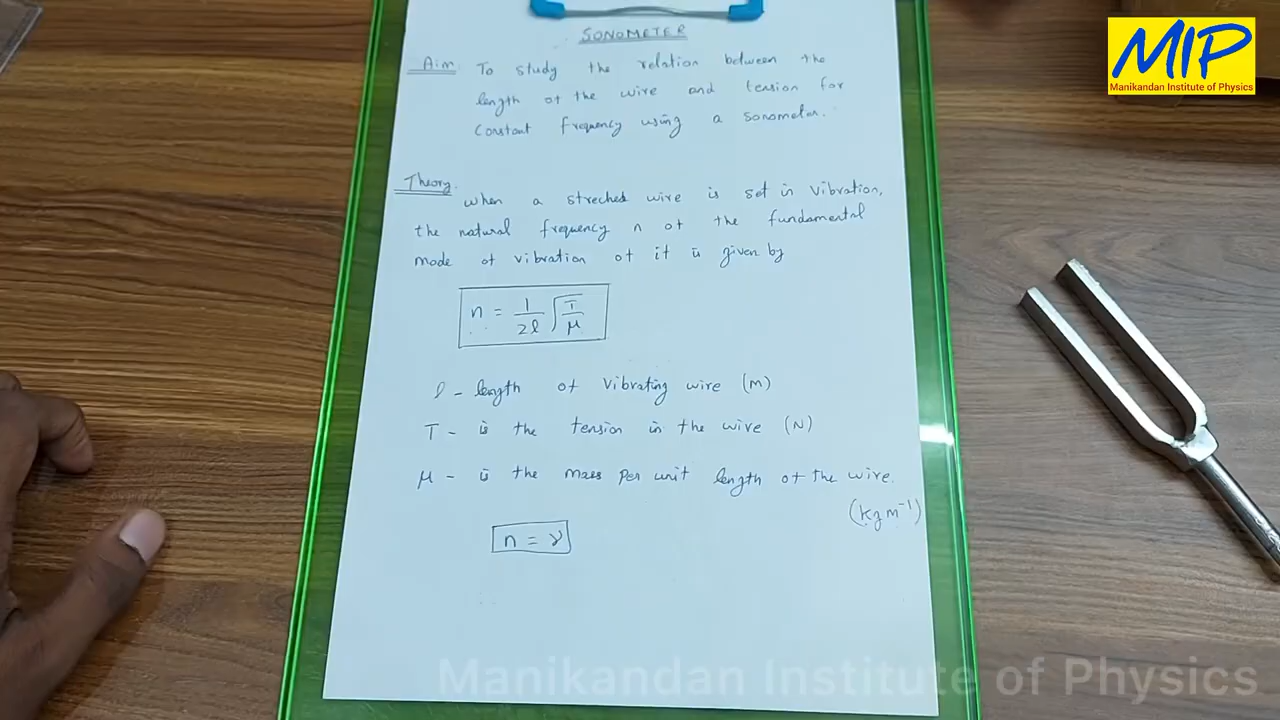 MIP
Manikandan Institute of Physics
SONOMETER
Aim: To study the relation between the
length of the wire and tension for
constant frequency using a sonometer.
Theory:
When a streched wire is set in vibration,
the natural frequency n of the fundamental
mode of vibration of it is given by
n = 1/2ℓ √T/μ
ℓ - length of vibrating wire (m)
T - is the tension in the wire (N)
μ - is the mass per unit length of the wire.
(kg m⁻¹)
n = γ
Manikandan Institute of Physics